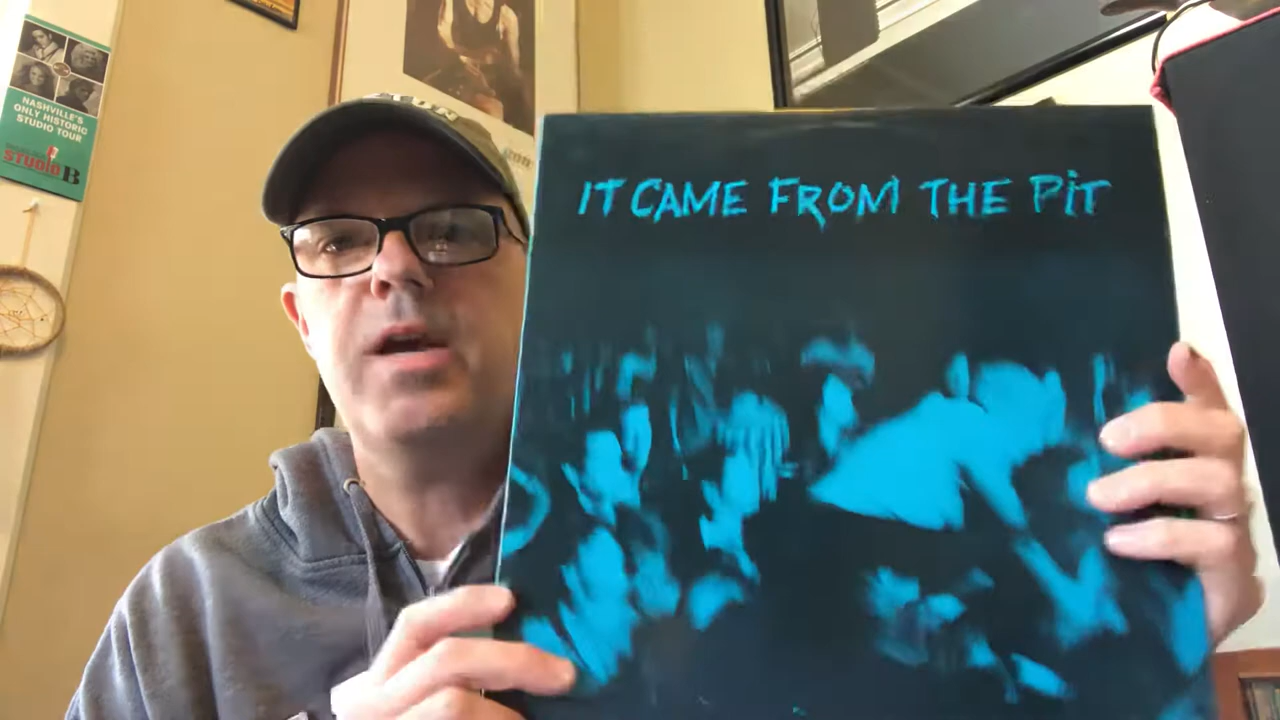 NASHVILLE'S
ONLY HISTORIC
STUDIO TOUR
STUDIO B
IT CAME FROM THE PiT